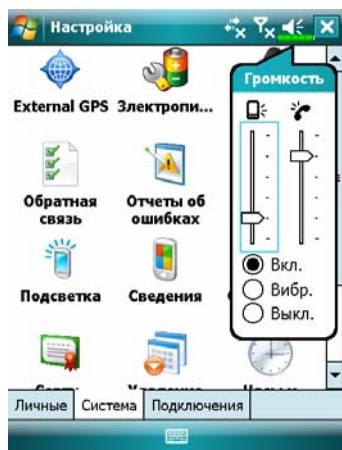 Настройка
Громкость
External GPS
Электропи...
Обратная
связь
Отчеты об
ошибках
Вкл.
Вибр.
Выкл.
Подсветка
Сведения
Личные
Система
Подключения